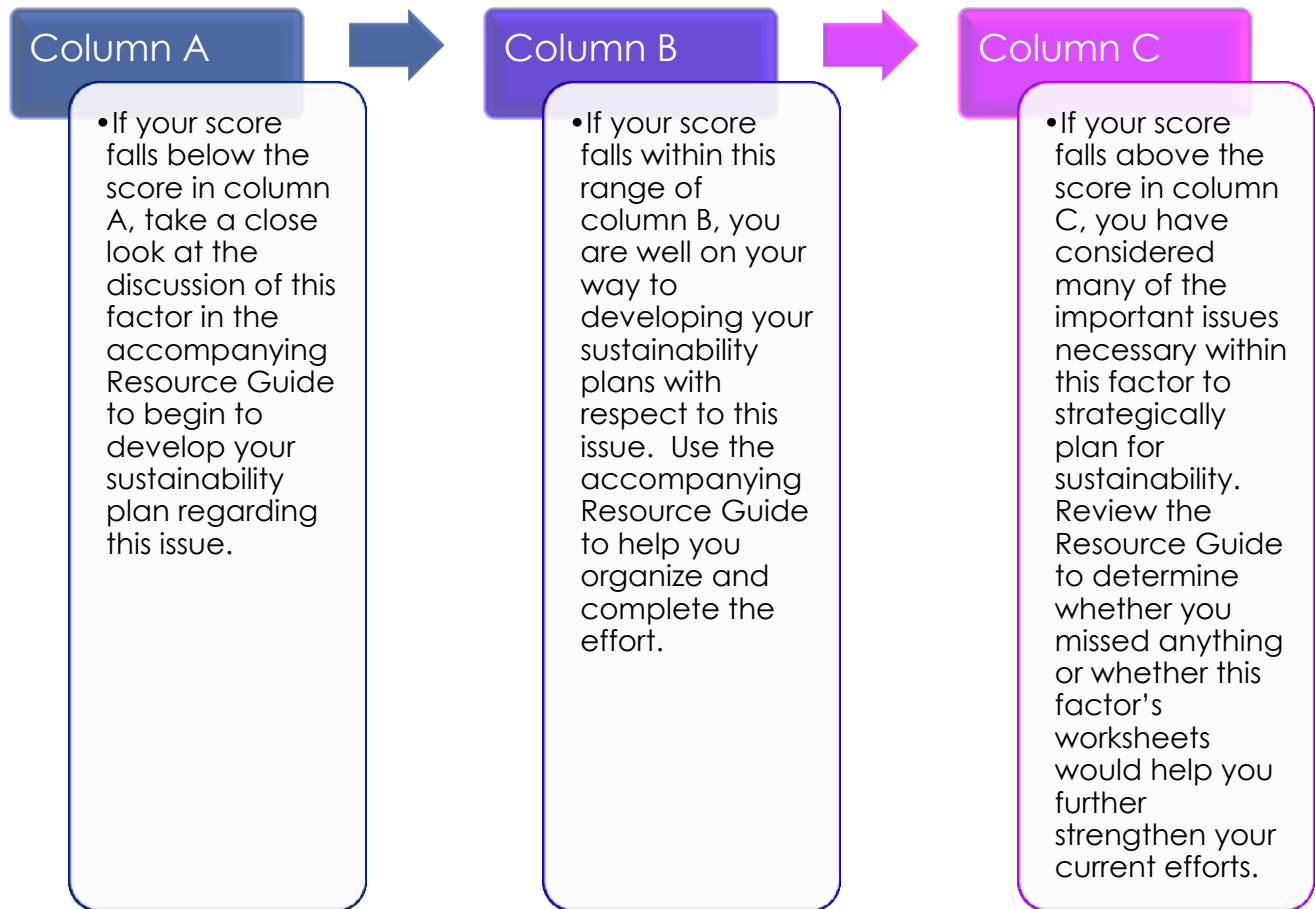 Column A
•If your score
falls below the
score in column
A, take a close
look at the
discussion of this
factor in the
accompanying
Resource Guide
to begin to
develop your
sustainability
plan regarding
this issue.
Column B
•If your score
falls within this
range of
column B, you
are well on your
way to
developing your
sustainability
plans with
respect to this
issue.  Use the
accompanying
Resource Guide
to help you
organize and
complete the
effort.
Column C
•If your score
falls above the
score in column
C, you have
considered
many of the
important issues
necessary within
this factor to
strategically
plan for
sustainability.
Review the
Resource Guide
to determine
whether you
missed anything
or whether this
factor’s
worksheets
would help you
further
strengthen your
current efforts.